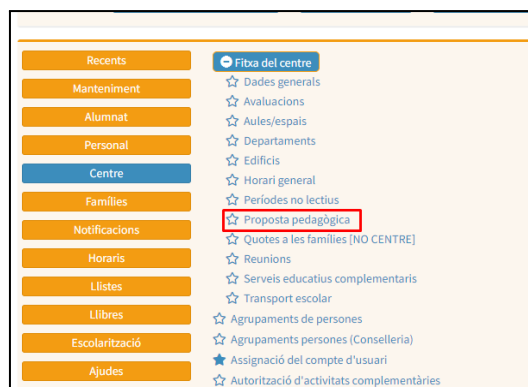 Recents
Manteniment
Alumnat
Personal
Centre
Famílies
Notificacions
Horaris
Llistes
Llibres
Escolarització
Ajudes
Fitxa del centre
Dades generals
Avaluacions
Aules/espais
Departaments
Edificis
Horari general
Períodes no lectius
Proposta pedagògica
Quotes a les famílies [NO CENTRE]
Reunions
Serveis educatius complementaris
Transport escolar
Agrupaments de persones
Agrupaments persones (Conselleria)
Assignació del compte d'usuari
Autorització d'activitats complementàries